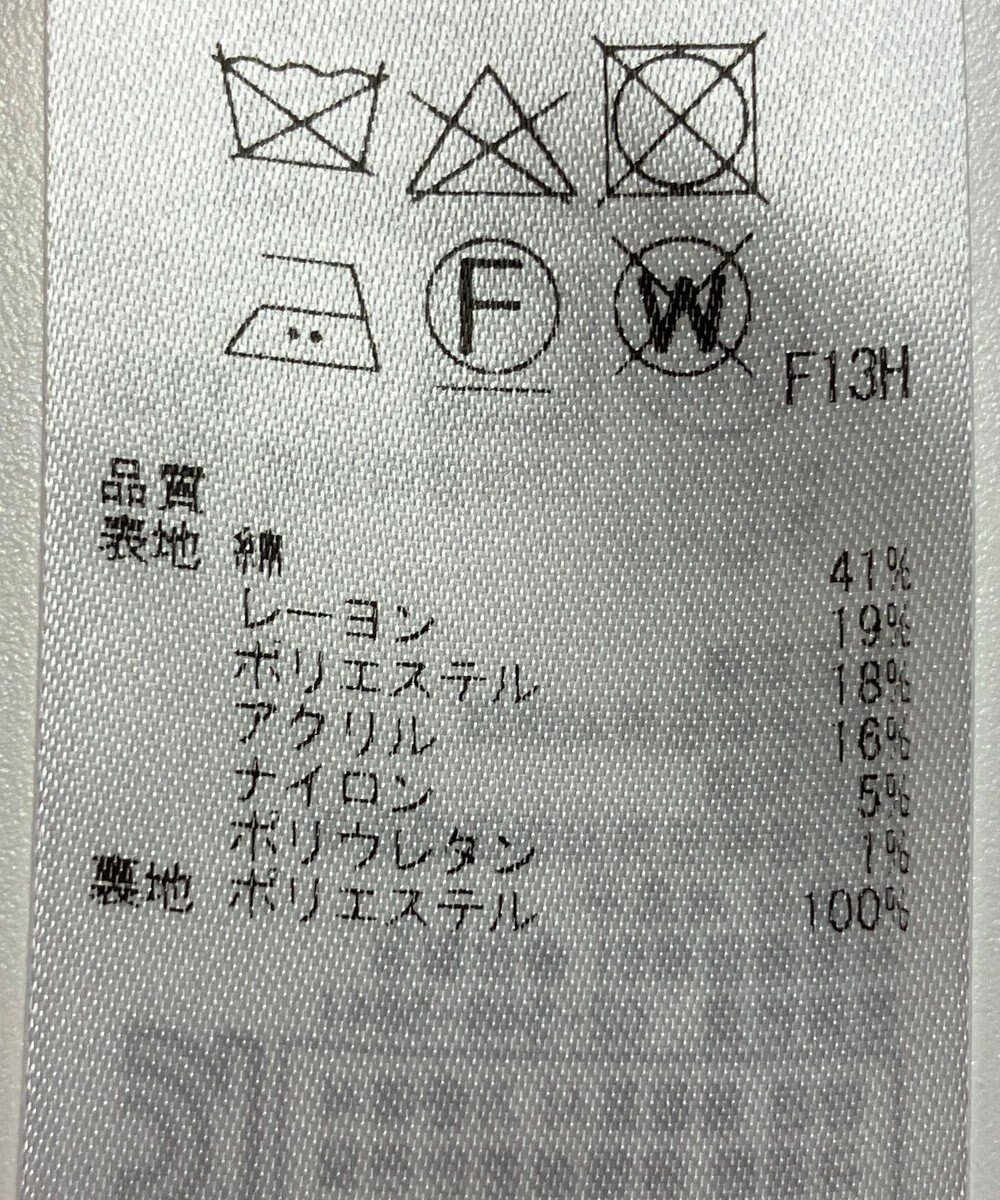 F W F13H
品質
表地 綿 41%
レーヨン 19%
ポリエステル 18%
アクリル 16%
ナイロン 5%
ポリウレタン 1%
裏地 ポリエステル 100%